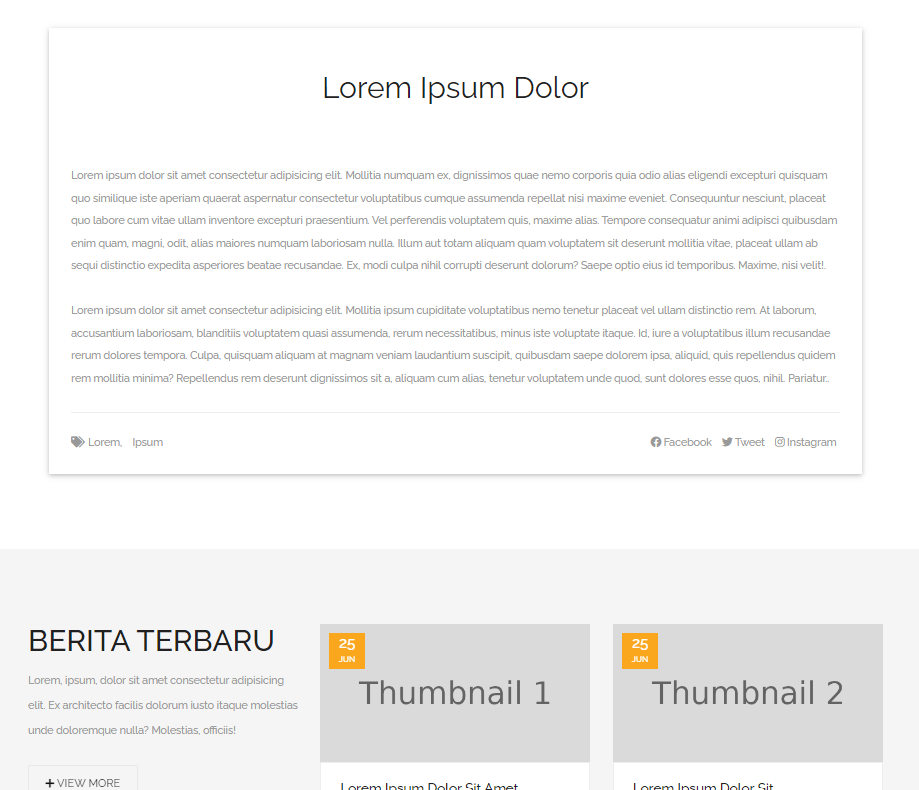 Lorem Ipsum Dolor
Lorem ipsum dolor sit amet consectetur adipisicing elit. Mollitia numquam ex, dignissimos quae nemo corporis quia odio alias eligendi excepturi quisquam
quo similique iste aperiam quaerat aspernatur consectetur voluptatibus cumque assumenda repellat nisi maxime eveniet. Consequuntur nesciunt, placeat
quo labore cum vitae ullam inventore excepturi praesentium. Vel perferendis voluptatem quis, maxime alias. Tempore consequatur animi adipisci quibusdam
enim quam, magni, odit, alias maiores numquam laboriosam nulla. Illum aut totam aliquam quam voluptatem sit deserunt mollitia vitae, placeat ullam ab
sequi distinctio expedita asperiores beatae recusandae. Ex, modi culpa nihil corrupti deserunt dolorum? Saepe optio eius id temporibus. Maxime, nisi velit!.
Lorem ipsum dolor sit amet consectetur adipisicing elit. Mollitia ipsum cupiditate voluptatibus nemo tenetur placeat vel ullam distinctio rem. At laborum,
accusantium laboriosam, blanditiis voluptatem quasi assumenda, rerum necessitatibus, minus iste voluptate itaque. Id, iure a voluptatibus illum recusandae
rerum dolores tempora. Culpa, quisquam aliquam at magnam veniam laudantium suscipit, quibusdam saepe dolorem ipsa, aliquid, quis repellendus quidem
rem mollitia minima? Repellendus rem deserunt dignissimos sit a, aliquam cum alias, tenetur voluptatem unde quod, sunt dolores esse quos, nihil. Pariatur..
Lorem, Ipsum
Facebook Tweet Instagram
BERITA TERBARU
Lorem, ipsum, dolor sit amet consectetur adipisicing
elit. Ex architecto facilis dolorum iusto itaque molestias
unde doloremque nulla? Molestias, officiis!
VIEW MORE
25
JUN
Thumbnail 1
Lorem Ipsum Dolor Sit Amet
25
JUN
Thumbnail 2
Lorem Ipsum Dolor Sit